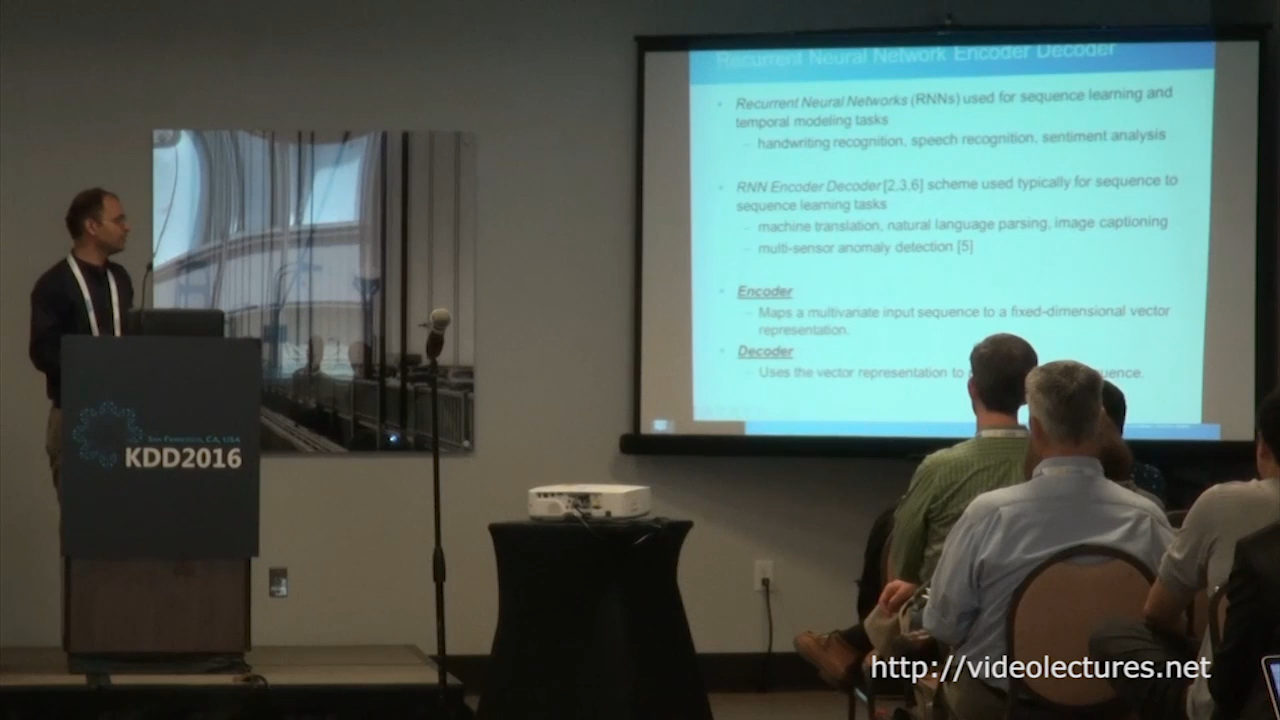 Recurrent Neural Network Encoder Decoder
Recurrent Neural Networks (RNNs) used for sequence learning and
temporal modeling tasks
– handwriting recognition, speech recognition, sentiment analysis
RNN Encoder Decoder[2,3,6] scheme used typically for sequence to
sequence learning tasks
– machine translation, natural language parsing, image captioning
– multi-sensor anomaly detection [5]
Encoder
– Maps a multivariate input sequence to a fixed-dimensional vector
representation.
Decoder
– Uses the vector representation to
San Francisco, CA, USA
KDD2016
http://videolectures.net